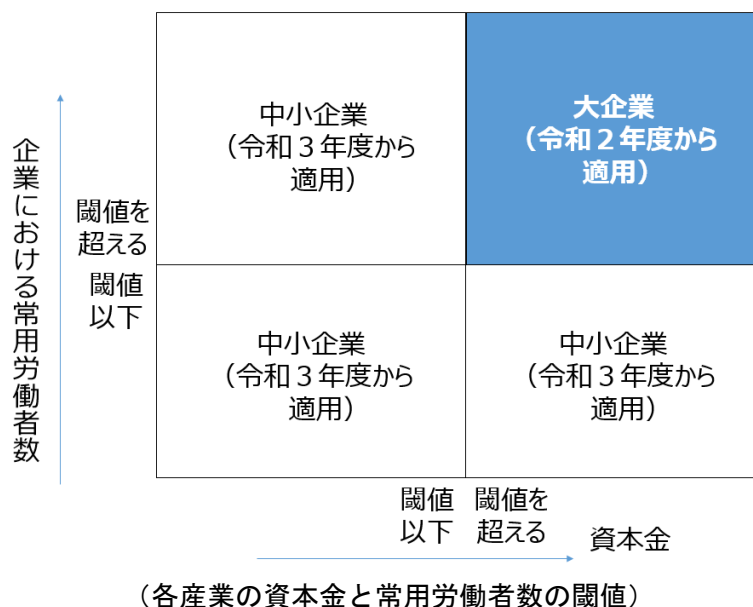 中小企業
（令和３年度から
適用）
大企業
（令和２年度から
適用）
企業における常用労働者数
閾値を
超える
閾値
以下
中小企業
（令和３年度から
適用）
中小企業
（令和３年度から
適用）
閾値
以下
閾値を
超える
資本金
（各産業の資本金と常用労働者数の閾値）